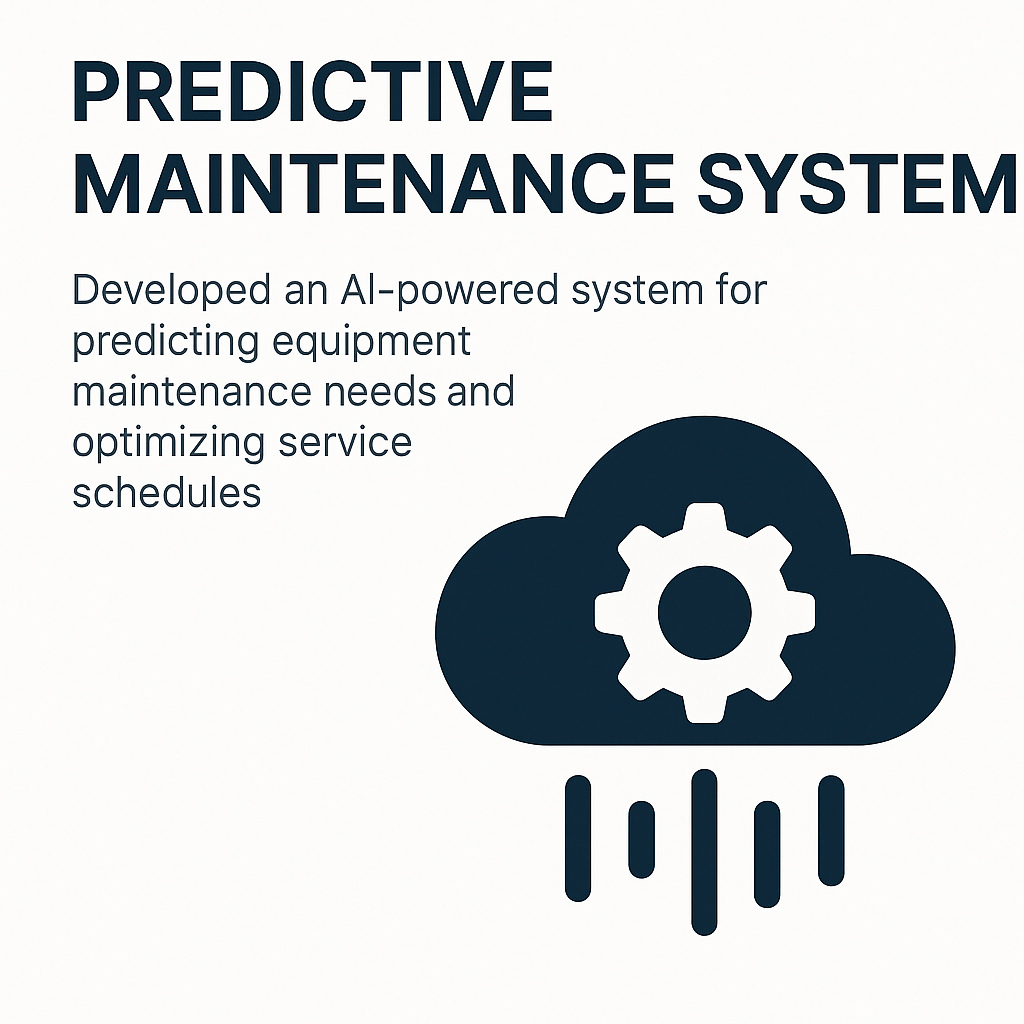 PREDICTIVE
MAINTENANCE SYSTEM
Developed an AI-powered system for
predicting equipment
maintenance needs and
optimizing service
schedules